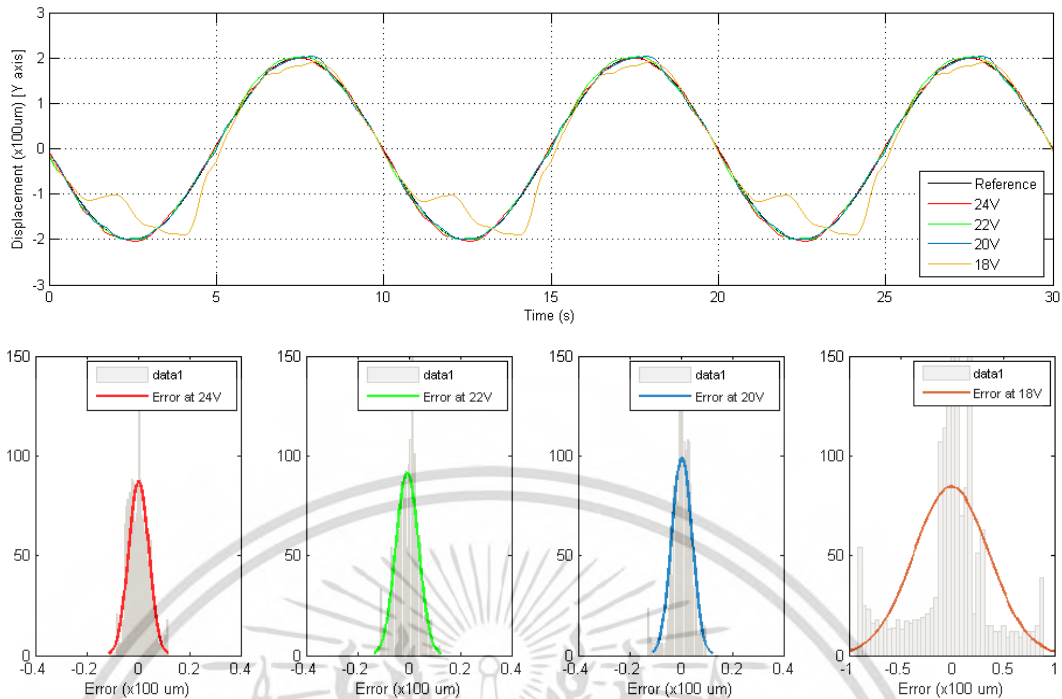 3
2
1
0
-1
-2
-3
Displacement (x100um) [Y axis]
0 5 10 15 20 25 30
Time (s)
Reference
24V
22V
20V
18V
150
100
50
0
data1
Error at 24V
-0.4 -0.2 0 0.2 0.4
Error (x100 um)
150
100
50
0
data1
Error at 22V
-0.4 -0.2 0 0.2 0.4
Error (x100 um)
150
100
50
0
data1
Error at 20V
-0.4 -0.2 0 0.2 0.4
Error (x100 um)
150
100
50
0
data1
Error at 18V
-1 -0.5 0 0.5 1
Error (x100 um)